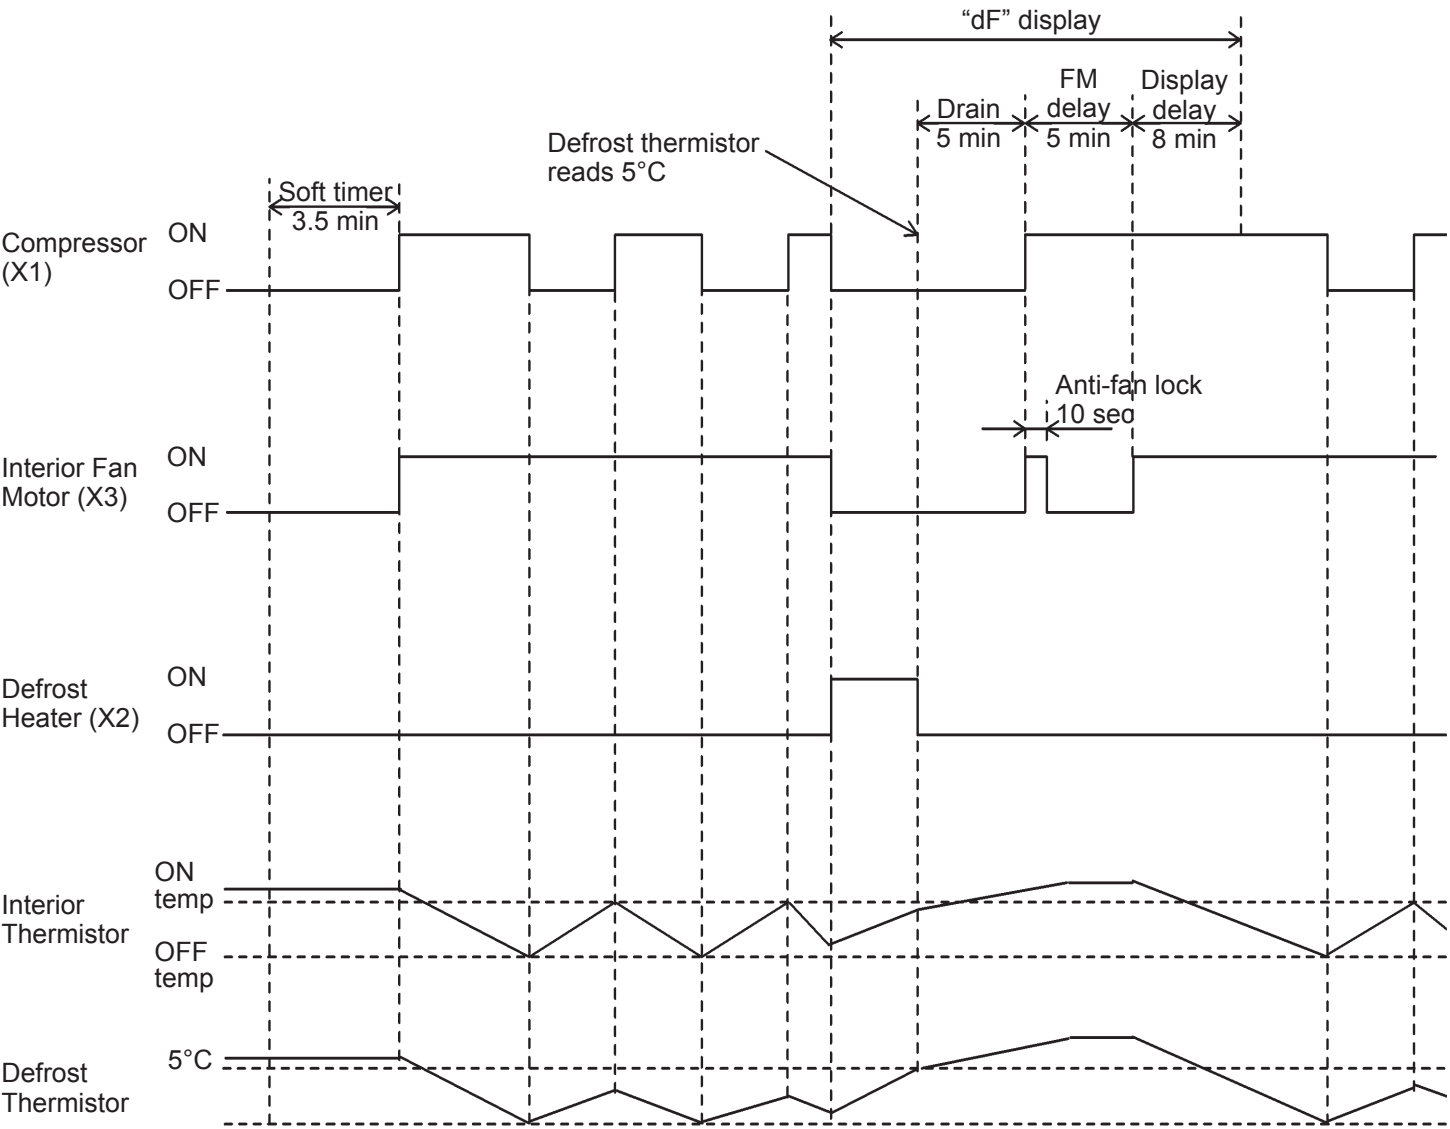 “dF” display
FM
delay
5 min
Display
delay
8 min
Drain
5 min
Defrost thermistor
reads 5°C
Soft timer
3.5 min
Compressor
(X1)
ON
OFF
Anti-fan lock
10 sec
Interior Fan
Motor (X3)
ON
OFF
Defrost
Heater (X2)
ON
OFF
Interior
Thermistor
ON
temp
OFF
temp
Defrost
Thermistor
5°C